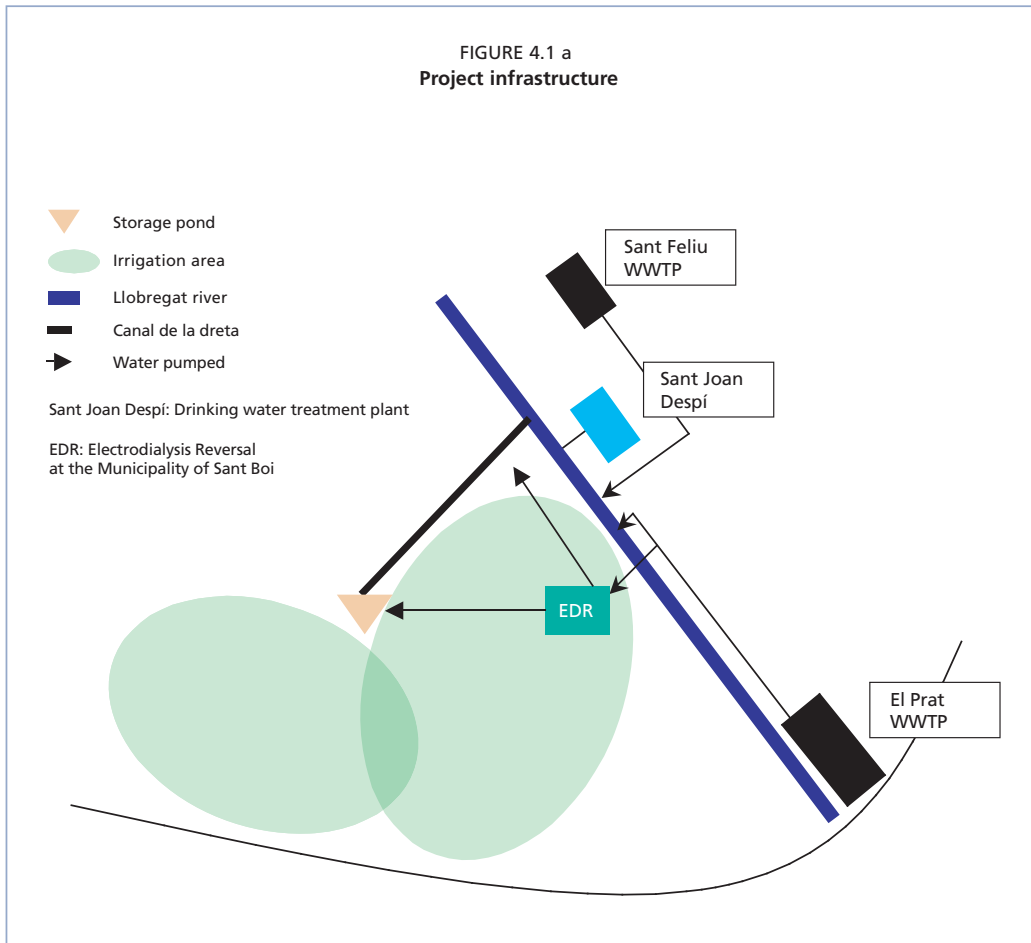 FIGURE 4.1 a
Project infrastructure
Storage pond
Irrigation area
Llobregat river
Canal de la dreta
Water pumped
Sant Joan Despí: Drinking water treatment plant
EDR: Electrodialysis Reversal
at the Municipality of Sant Boi
Sant Feliu
WWTP
Sant Joan
Despí
EDR
El Prat
WWTP